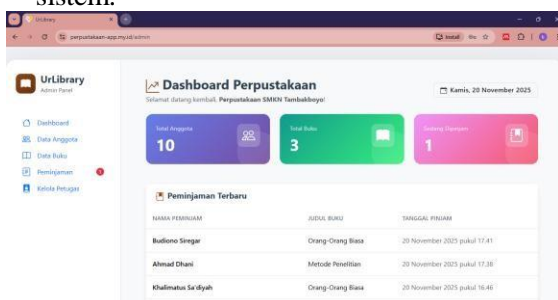 sistem.
UrLibrary
perpustakaan-app.my.id/admin
Install
UrLibrary
Admin Panel
Dashboard
Data Anggota
Data Buku
Peminjaman
Kelola Petugas
Dashboard Perpustakaan
Selamat datang kembali, Perpustakaan SMKN Tambakboyo!
Kamis, 20 November 2025
Total Anggota
10
Total Buku
3
Sedang Dipinjam
1
Peminjaman Terbaru
NAMA PEMINJAM JUDUL BUKU TANGGAL PINJAM
Budiono Siregar Orang-Orang Biasa 20 November 2025 pukul 17.41
Ahmad Dhani Metode Penelitian 20 November 2025 pukul 17.38
Khalimatus Sa'diyah Orang-Orang Biasa 20 November 2025 pukul 16.46